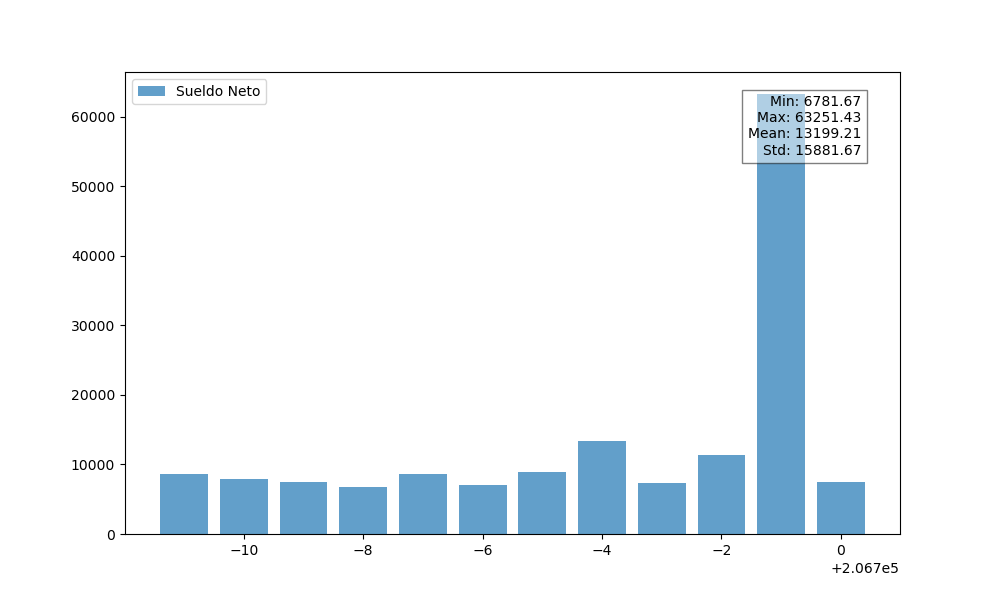 Sueldo Neto
Min: 6781.67
Max: 63251.43
Mean: 13199.21
Std: 15881.67
60000
50000
40000
30000
20000
10000
0
−10
−8
−6
−4
−2
0
+2.067e5